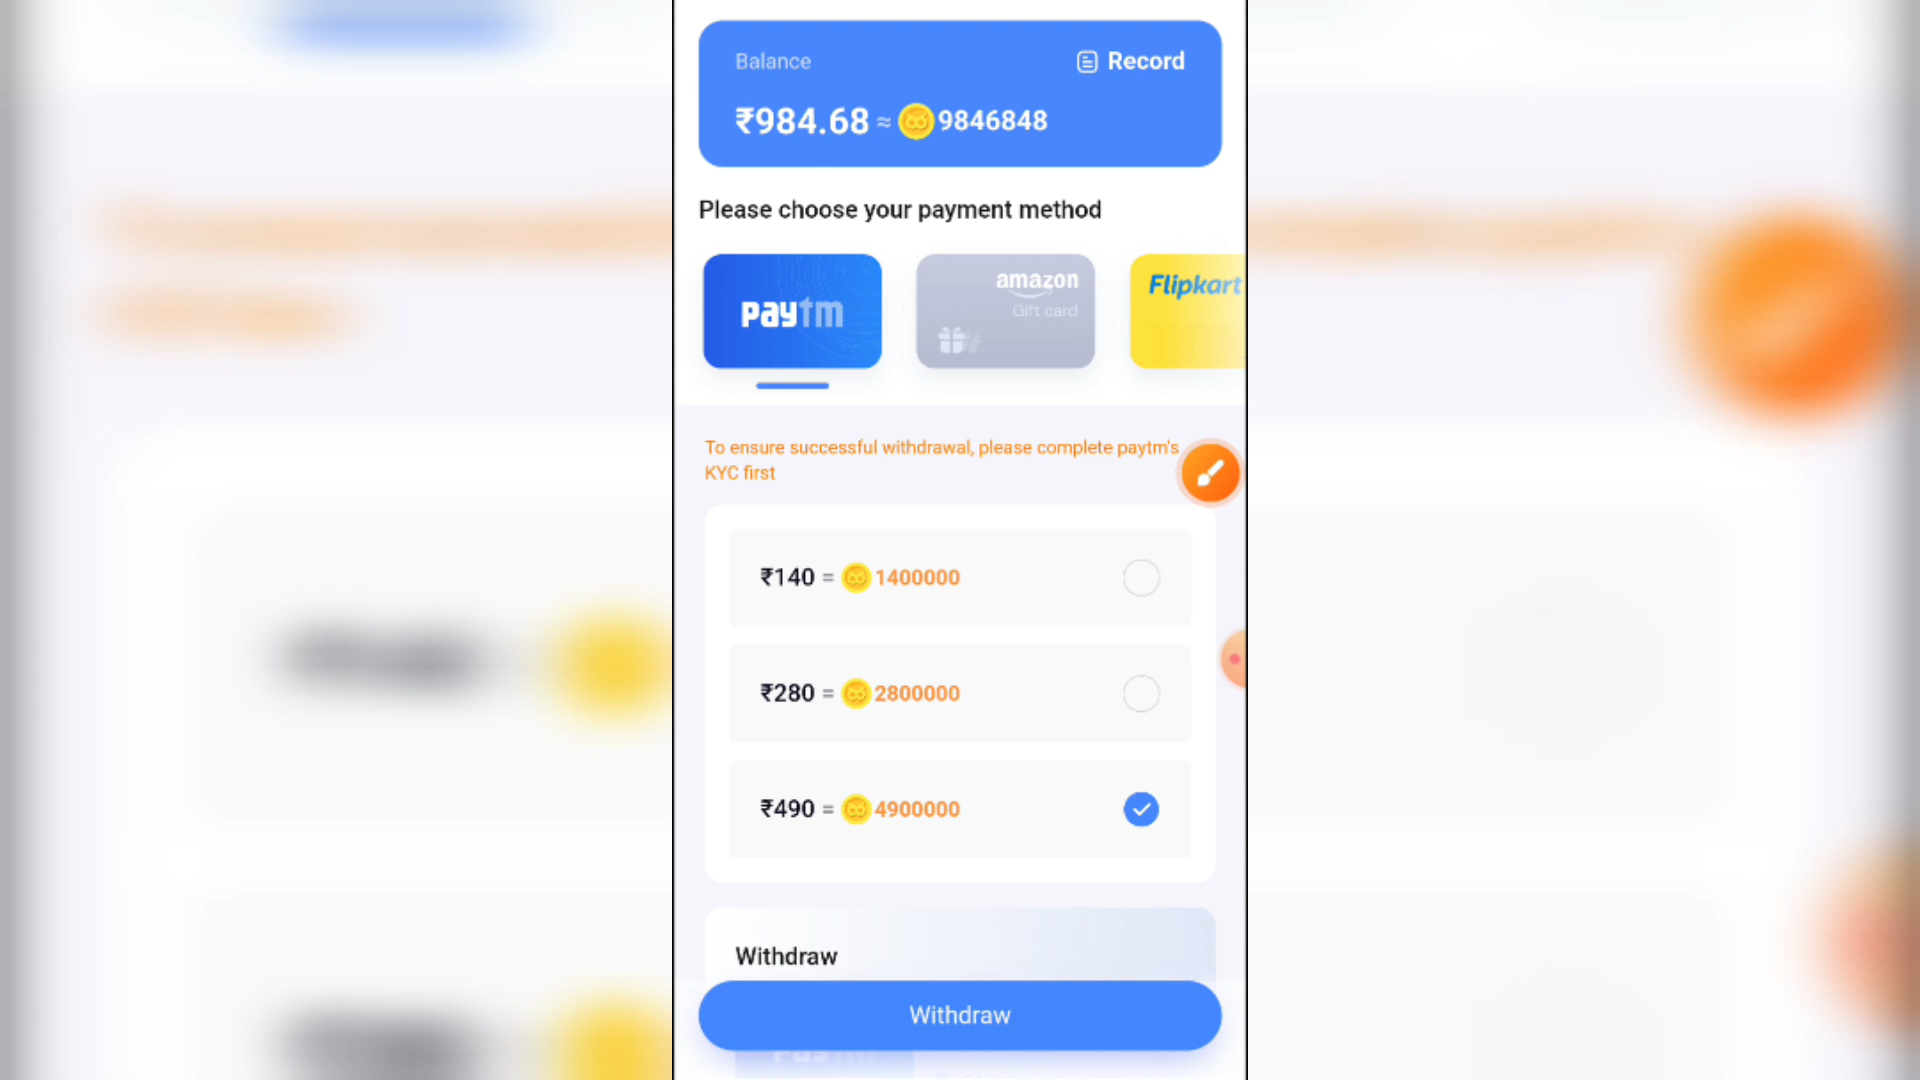 Balance
Record
₹984.68 ≈ 9846848
Please choose your payment method
paytm
amazon
Gift card
Flipkart
To ensure successful withdrawal, please complete paytm's
KYC first
₹140 = 1400000
₹280 = 2800000
₹490 = 4900000
Withdraw
Withdraw